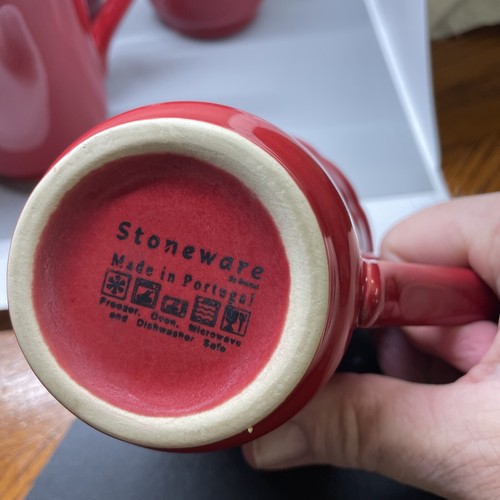 Stoneware
Made in Portugal
Freezer, Oven, Microwave
and Dishwasher Safe